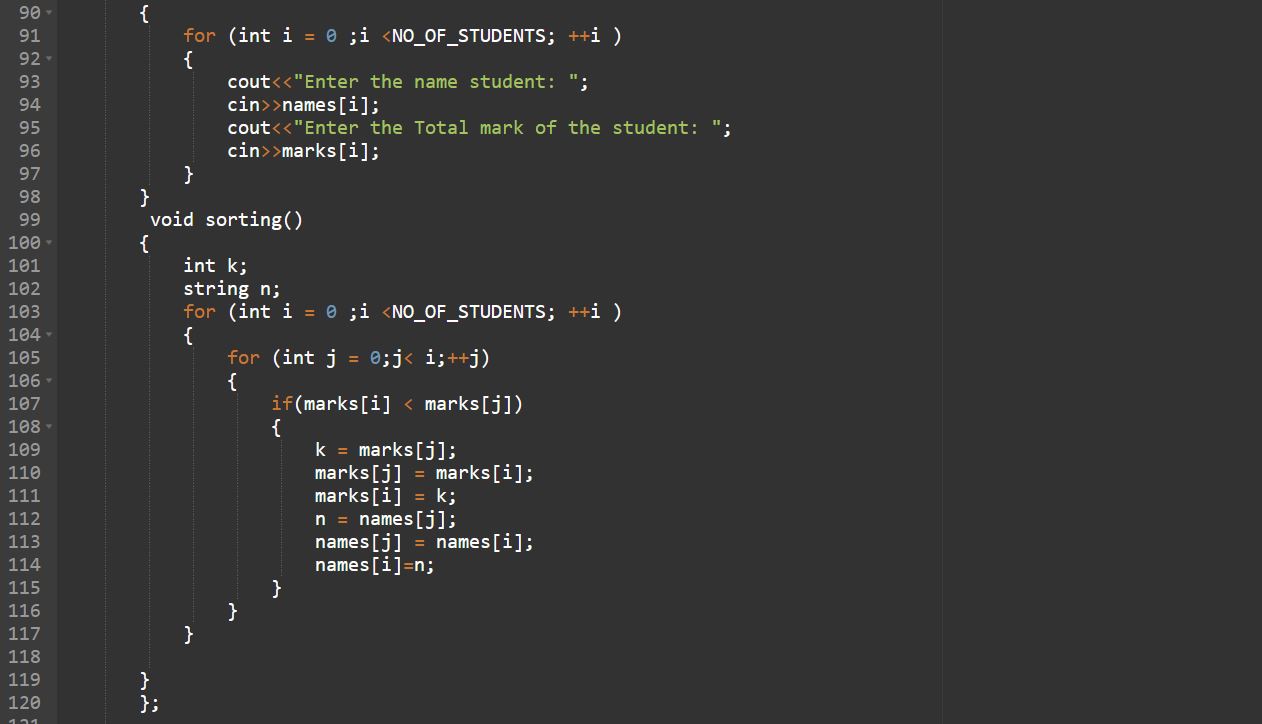 90 {
91 for (int i = 0 ;i <NO_OF_STUDENTS; ++i )
92 {
93 cout<<"Enter the name student: ";
94 cin>>names[i];
95 cout<<"Enter the Total mark of the student: ";
96 cin>>marks[i];
97 }
98 }
99 void sorting()
100 {
101 int k;
102 string n;
103 for (int i = 0 ;i <NO_OF_STUDENTS; ++i )
104 {
105 for (int j = 0;j< i;++j)
106 {
107 if(marks[i] < marks[j])
108 {
109 k = marks[j];
110 marks[j] = marks[i];
111 marks[i] = k;
112 n = names[j];
113 names[j] = names[i];
114 names[i]=n;
115 }
116 }
117 }
118
119 }
120 };